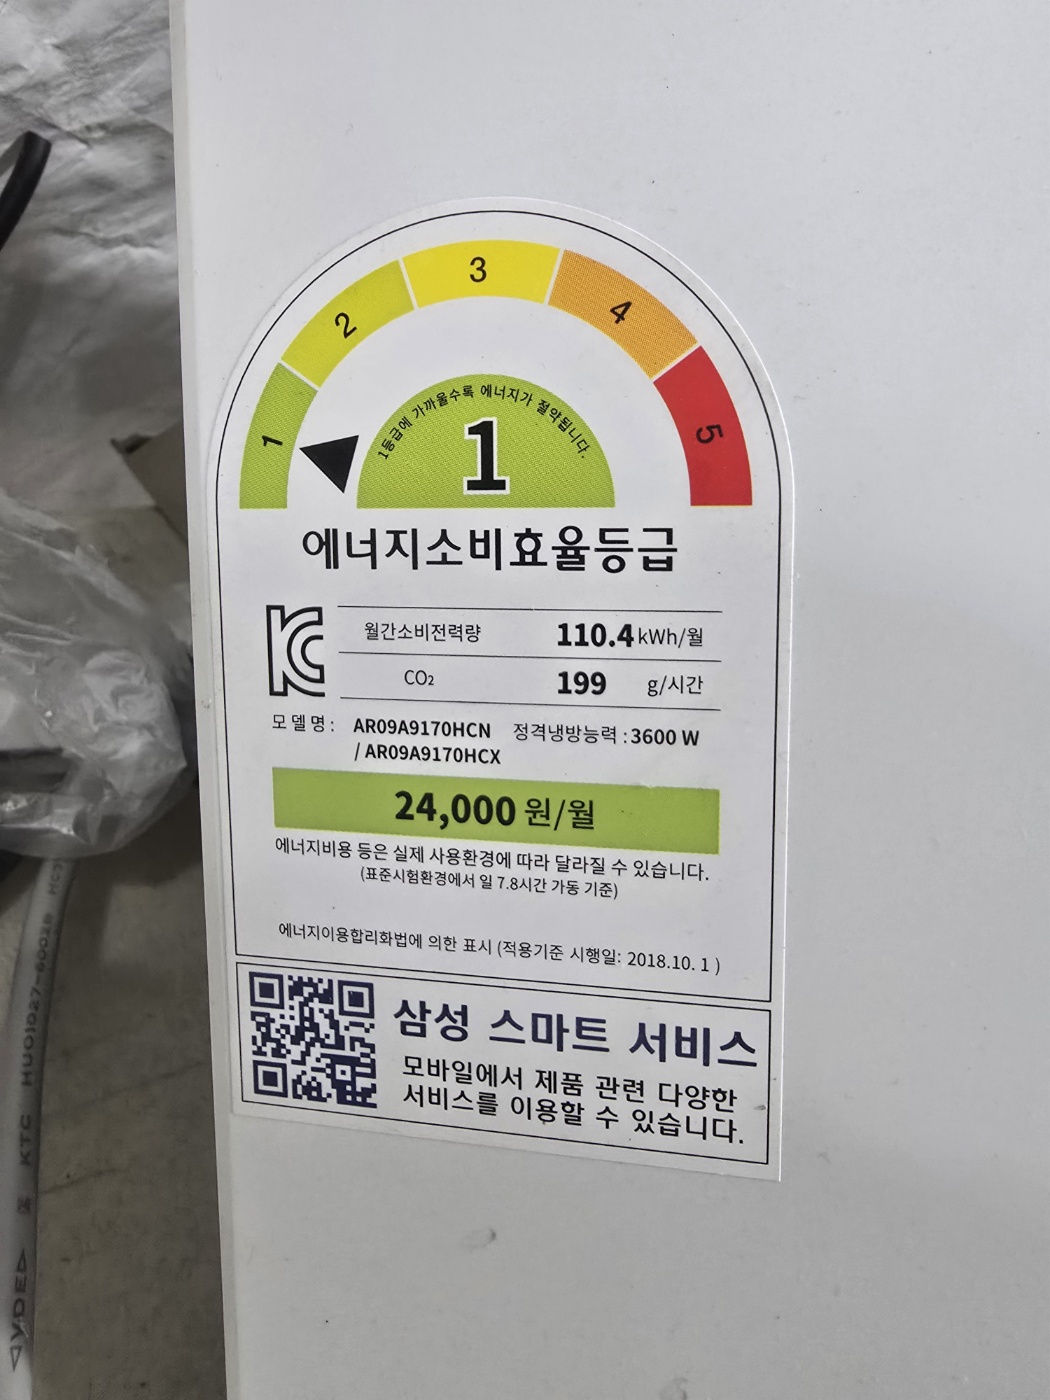 1
2
3
4
5
1등급에 가까울수록 에너지가 절약됩니다.
1
에너지소비효율등급
월간소비전력량 110.4 kWh/월
CO₂ 199 g/시간
모델명: AR09A9170HCN 정격냉방능력 : 3600 W
/ AR09A9170HCX
24,000 원/월
에너지비용 등은 실제 사용환경에 따라 달라질 수 있습니다.
(표준시험환경에서 일 7.8시간 가동 기준)
에너지이용합리화법에 의한 표시 (적용기준 시행일: 2018.10. 1 )
삼성 스마트 서비스
모바일에서 제품 관련 다양한
서비스를 이용할 수 있습니다.
KTC HU01027-6001B